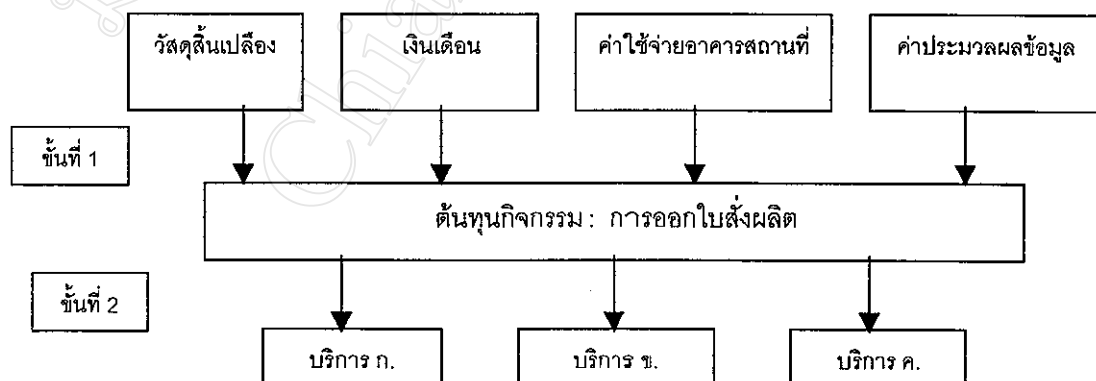 วัสดุสิ้นเปลือง
เงินเดือน
ค่าใช้จ่ายอาคารสถานที่
ค่าประมวลผลข้อมูล
ขั้นที่ 1
ต้นทุนกิจกรรม : การออกใบสั่งผลิต
ขั้นที่ 2
บริการ ก.
บริการ ข.
บริการ ค.